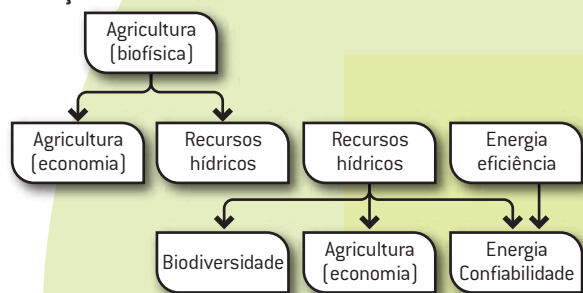 Agricultura
(biofísica)
Agricultura
(economia)
Recursos
hídricos
Recursos
hídricos
Energia
eficiência
Biodiversidade
Agricultura
(economia)
Energia
Confiabilidade